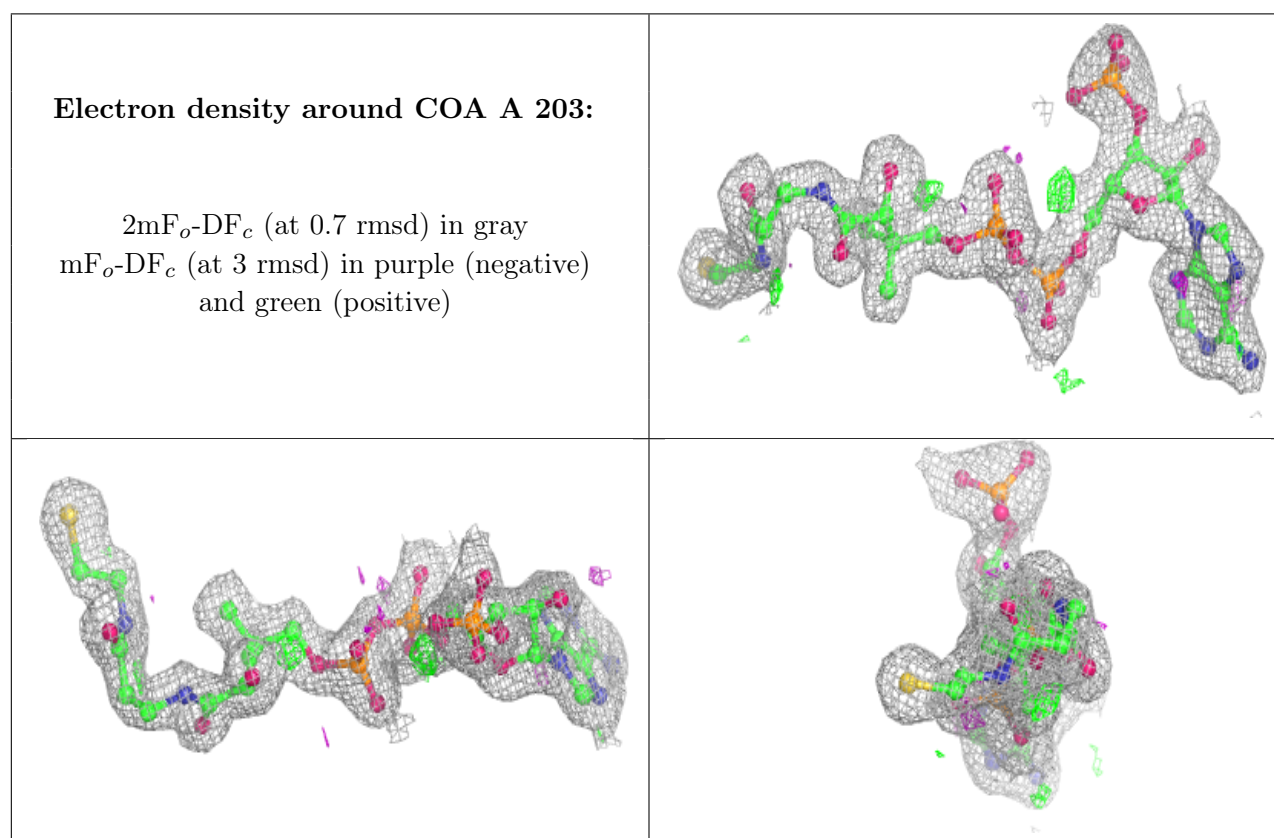 Electron density around COA A 203:
2mFo-DFc (at 0.7 rmsd) in gray
mFo-DFc (at 3 rmsd) in purple (negative)
and green (positive)